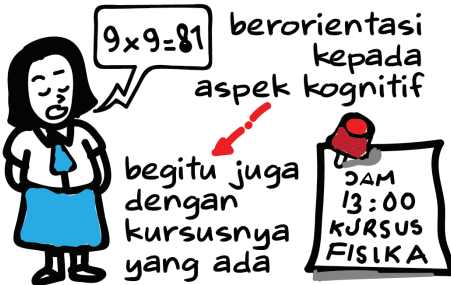 9x9=81
berorientasi
kepada
aspek kognitif
begitu juga
dengan
kursusnya
yang ada
JAM
13:00
KURSUS
FISIKA